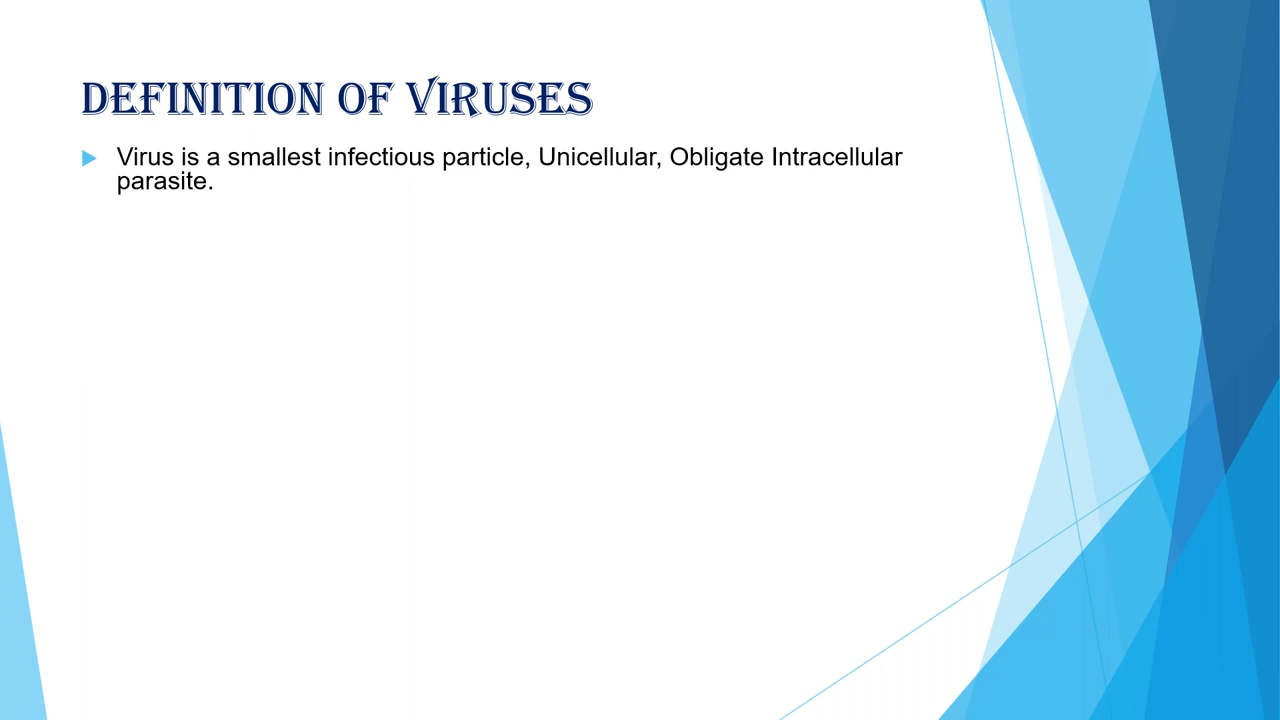 DEFINITION OF VIRUSES
Virus is a smallest infectious particle, Unicellular, Obligate Intracellular
parasite.